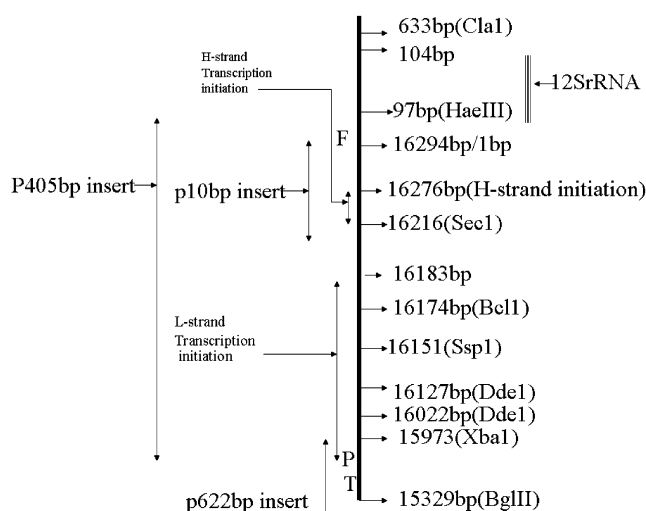 633bp(Cla1)
104bp
H-strand
Transcription
initiation
12SrRNA
97bp(HaeIII)
F
16294bp/1bp
P405bp insert
p10bp insert
16276bp(H-strand initiation)
16216(Sec1)
16183bp
16174bp(Bcl1)
L-strand
Transcription
initiation
16151(Ssp1)
16127bp(Dde1)
16022bp(Dde1)
15973(Xba1)
P
T
p622bp insert
15329bp(BglII)